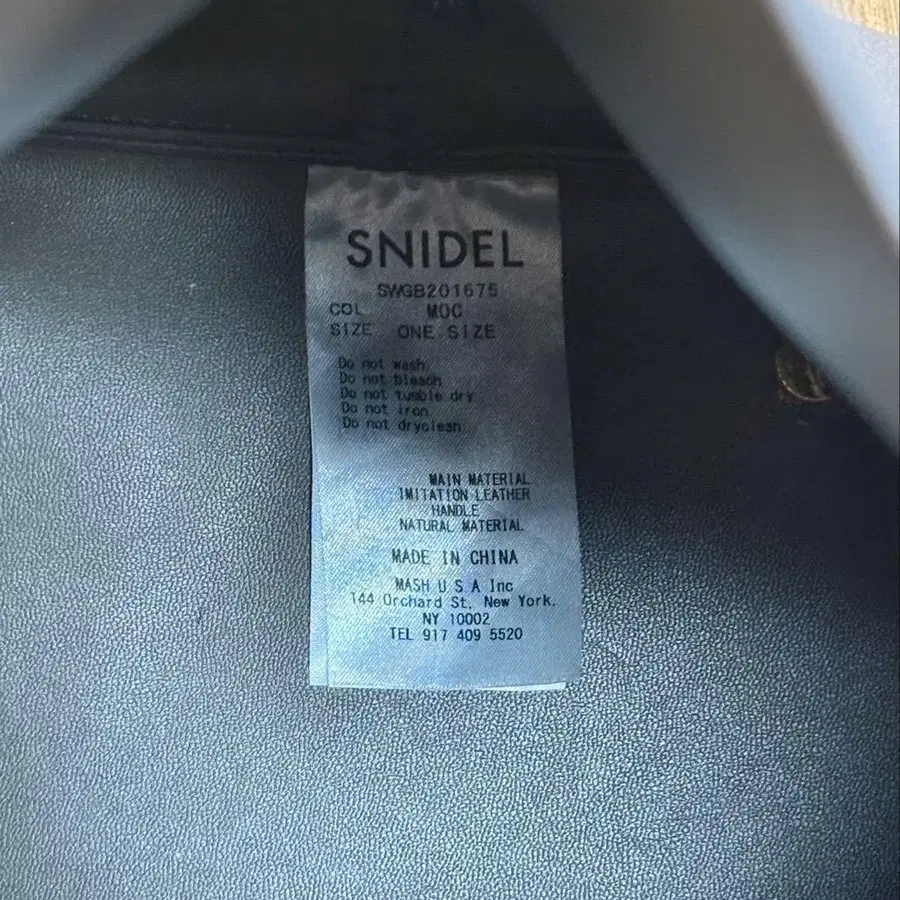 SNIDEL
SWGB201675
COL MOC
SIZE ONE SIZE
Do not wash
Do not bleach
Do not tumble dry
Do not iron
Do not dryclean
MAIN MATERIAL
IMITATION LEATHER
HANDLE
NATURAL MATERIAL
MADE IN CHINA
MASH U S A Inc
144 Orchard St, New York.
NY 10002
TEL 917 409 5520